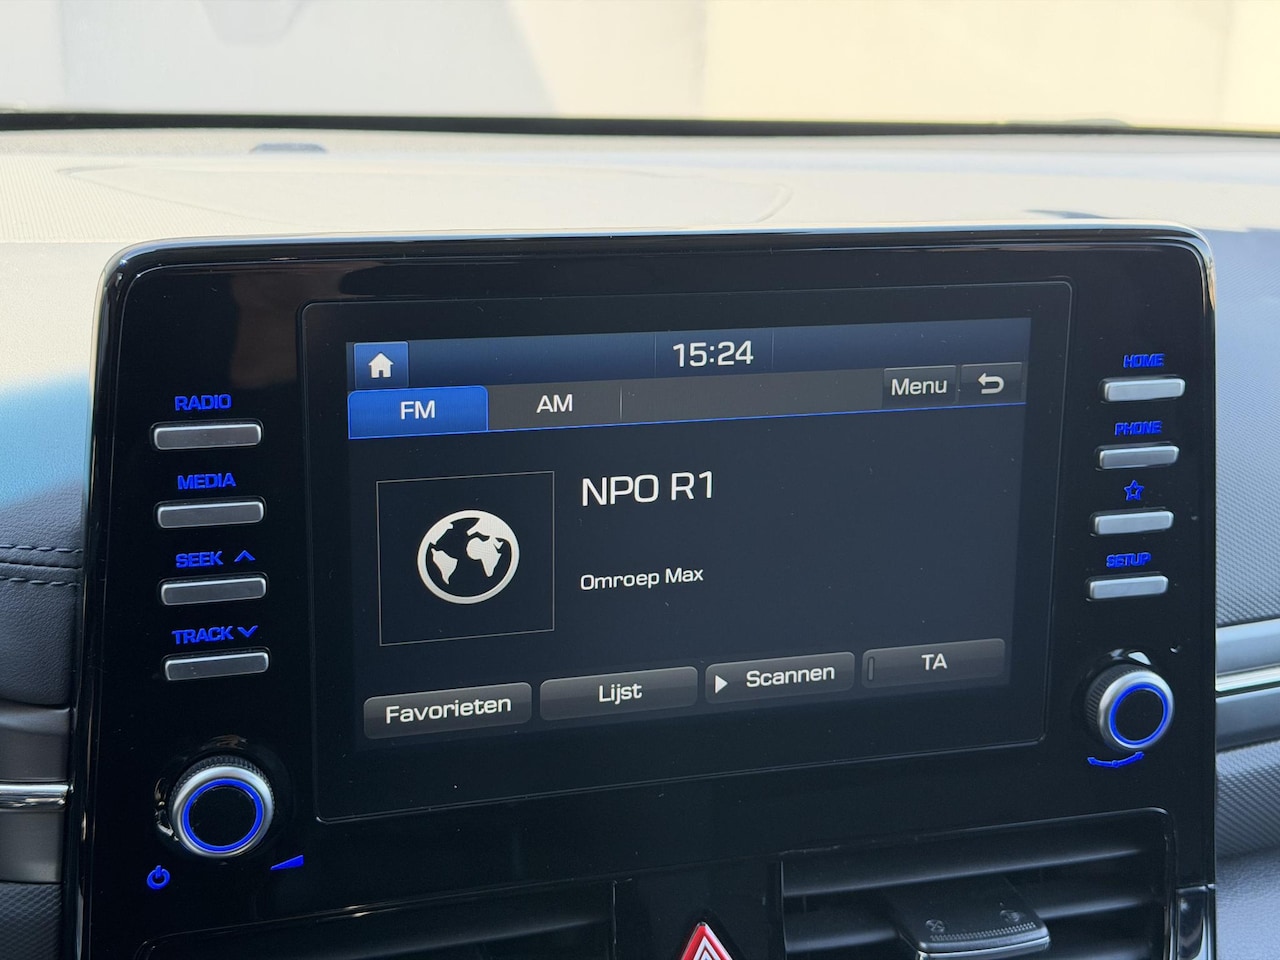 15:24
FM AM Menu
NPO R1
Omroep Max
Favorieten Lijst Scannen TA
RADIO
MEDIA
SEEK
TRACK
HOME
PHONE
SETUP